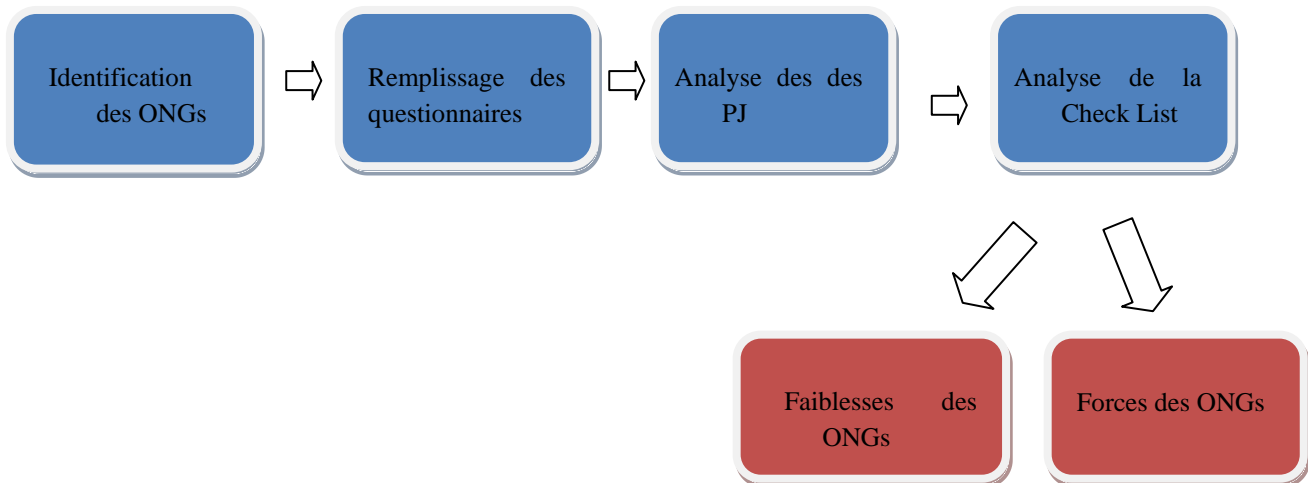 Identification
des ONGs
Remplissage des
questionnaires
Analyse des des
PJ
Analyse de la
Check List
Faiblesses des
ONGs
Forces des ONGs